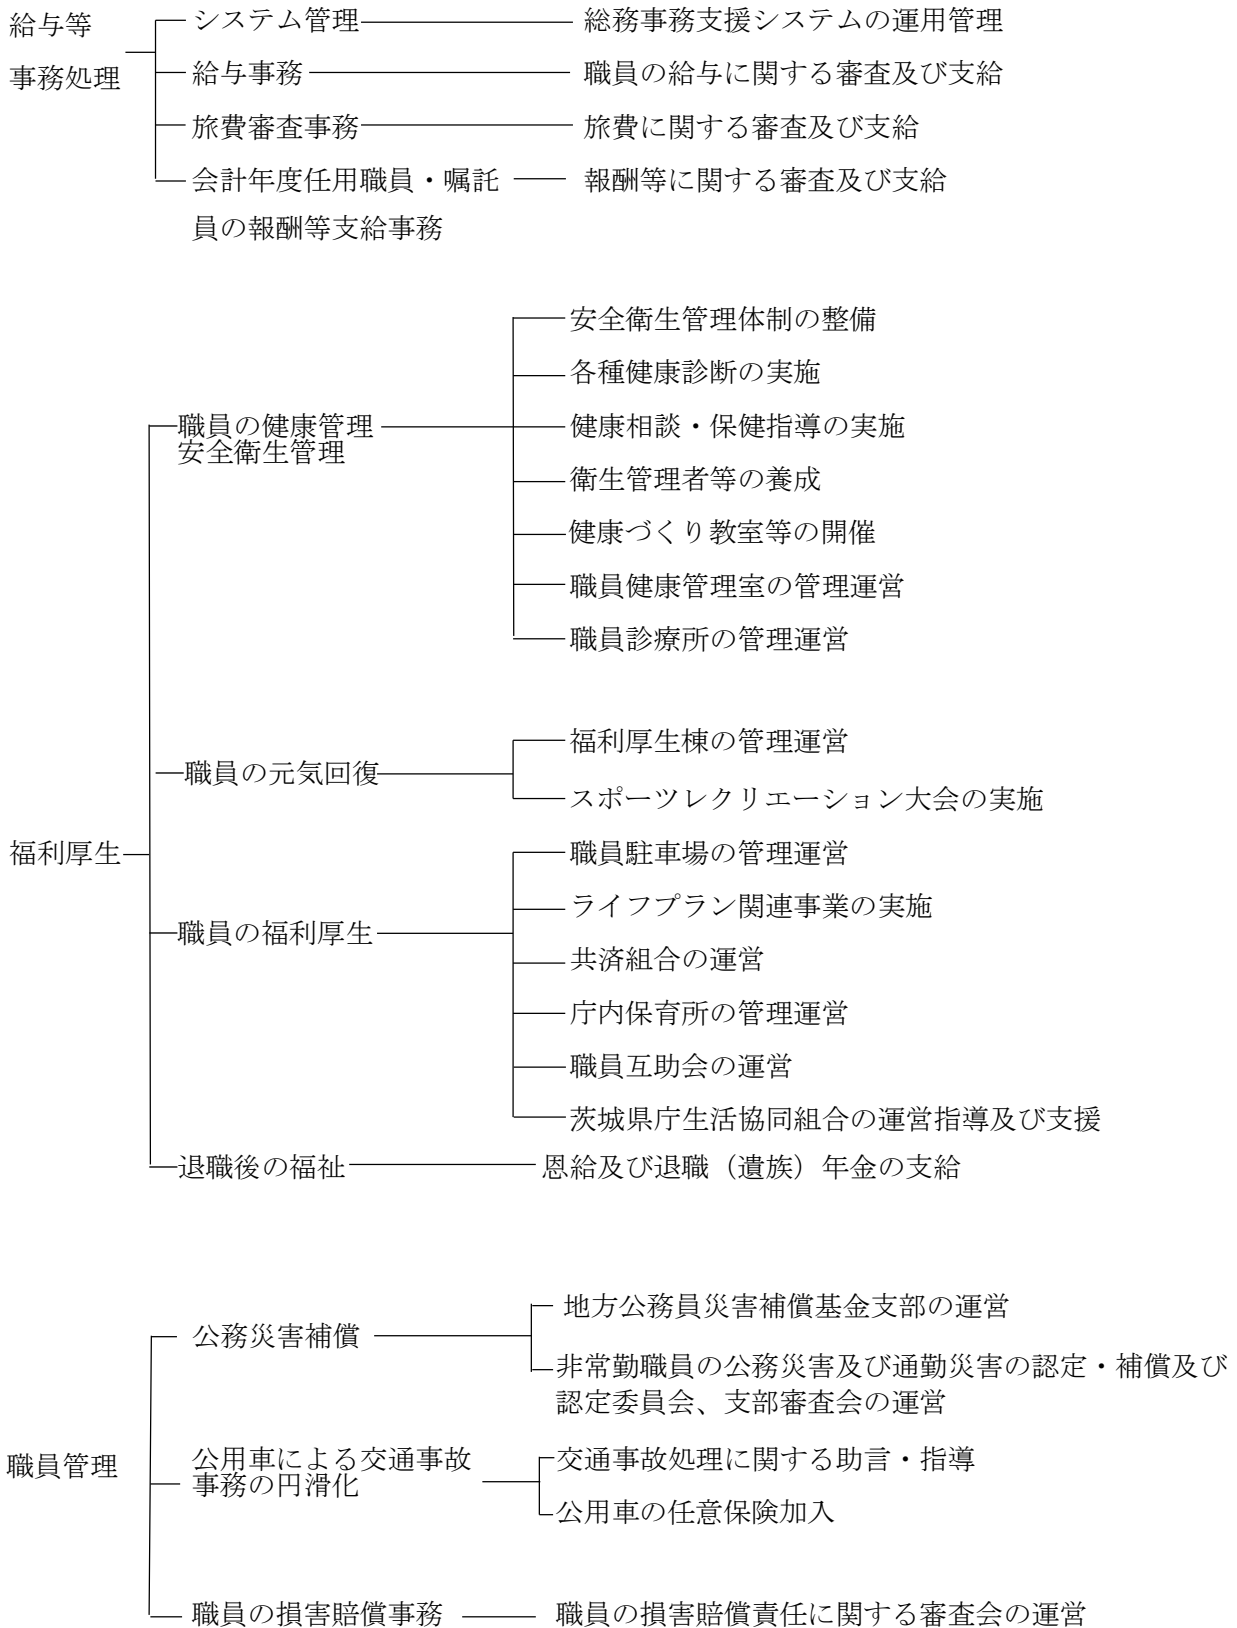 給与等
事務処理
システム管理
総務事務支援システムの運用管理
給与事務
職員の給与に関する審査及び支給
旅費審査事務
旅費に関する審査及び支給
会計年度任用職員・嘱託
員の報酬等支給事務
報酬等に関する審査及び支給
福利厚生
職員の健康管理
安全衛生管理
安全衛生管理体制の整備
各種健康診断の実施
健康相談・保健指導の実施
衛生管理者等の養成
健康づくり教室等の開催
職員健康管理室の管理運営
職員診療所の管理運営
職員の元気回復
福利厚生棟の管理運営
スポーツレクリエーション大会の実施
職員の福利厚生
職員駐車場の管理運営
ライフプラン関連事業の実施
共済組合の運営
庁内保育所の管理運営
職員互助会の運営
茨城県庁生活協同組合の運営指導及び支援
退職後の福祉
恩給及び退職（遺族）年金の支給
職員管理
公務災害補償
地方公務員災害補償基金支部の運営
非常勤職員の公務災害及び通勤災害の認定・補償及び
認定委員会、支部審査会の運営
公用車による交通事故
事務の円滑化
交通事故処理に関する助言・指導
公用車の任意保険加入
職員の損害賠償事務
職員の損害賠償責任に関する審査会の運営